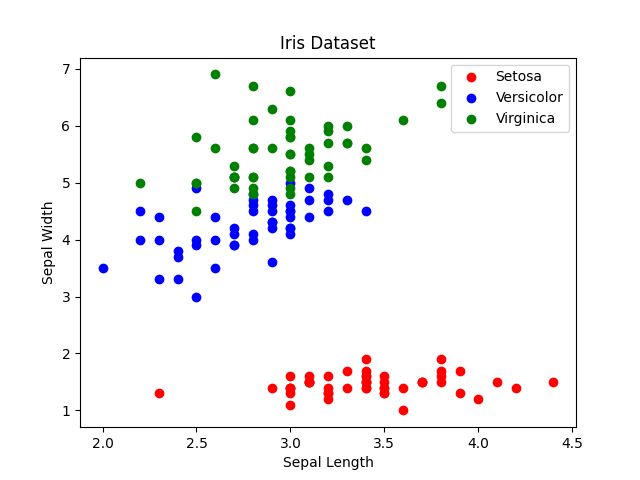 Iris Dataset
Setosa
Versicolor
Virginica
7
6
5
4
3
2
1
Sepal Width
2.0 2.5 3.0 3.5 4.0 4.5
Sepal Length